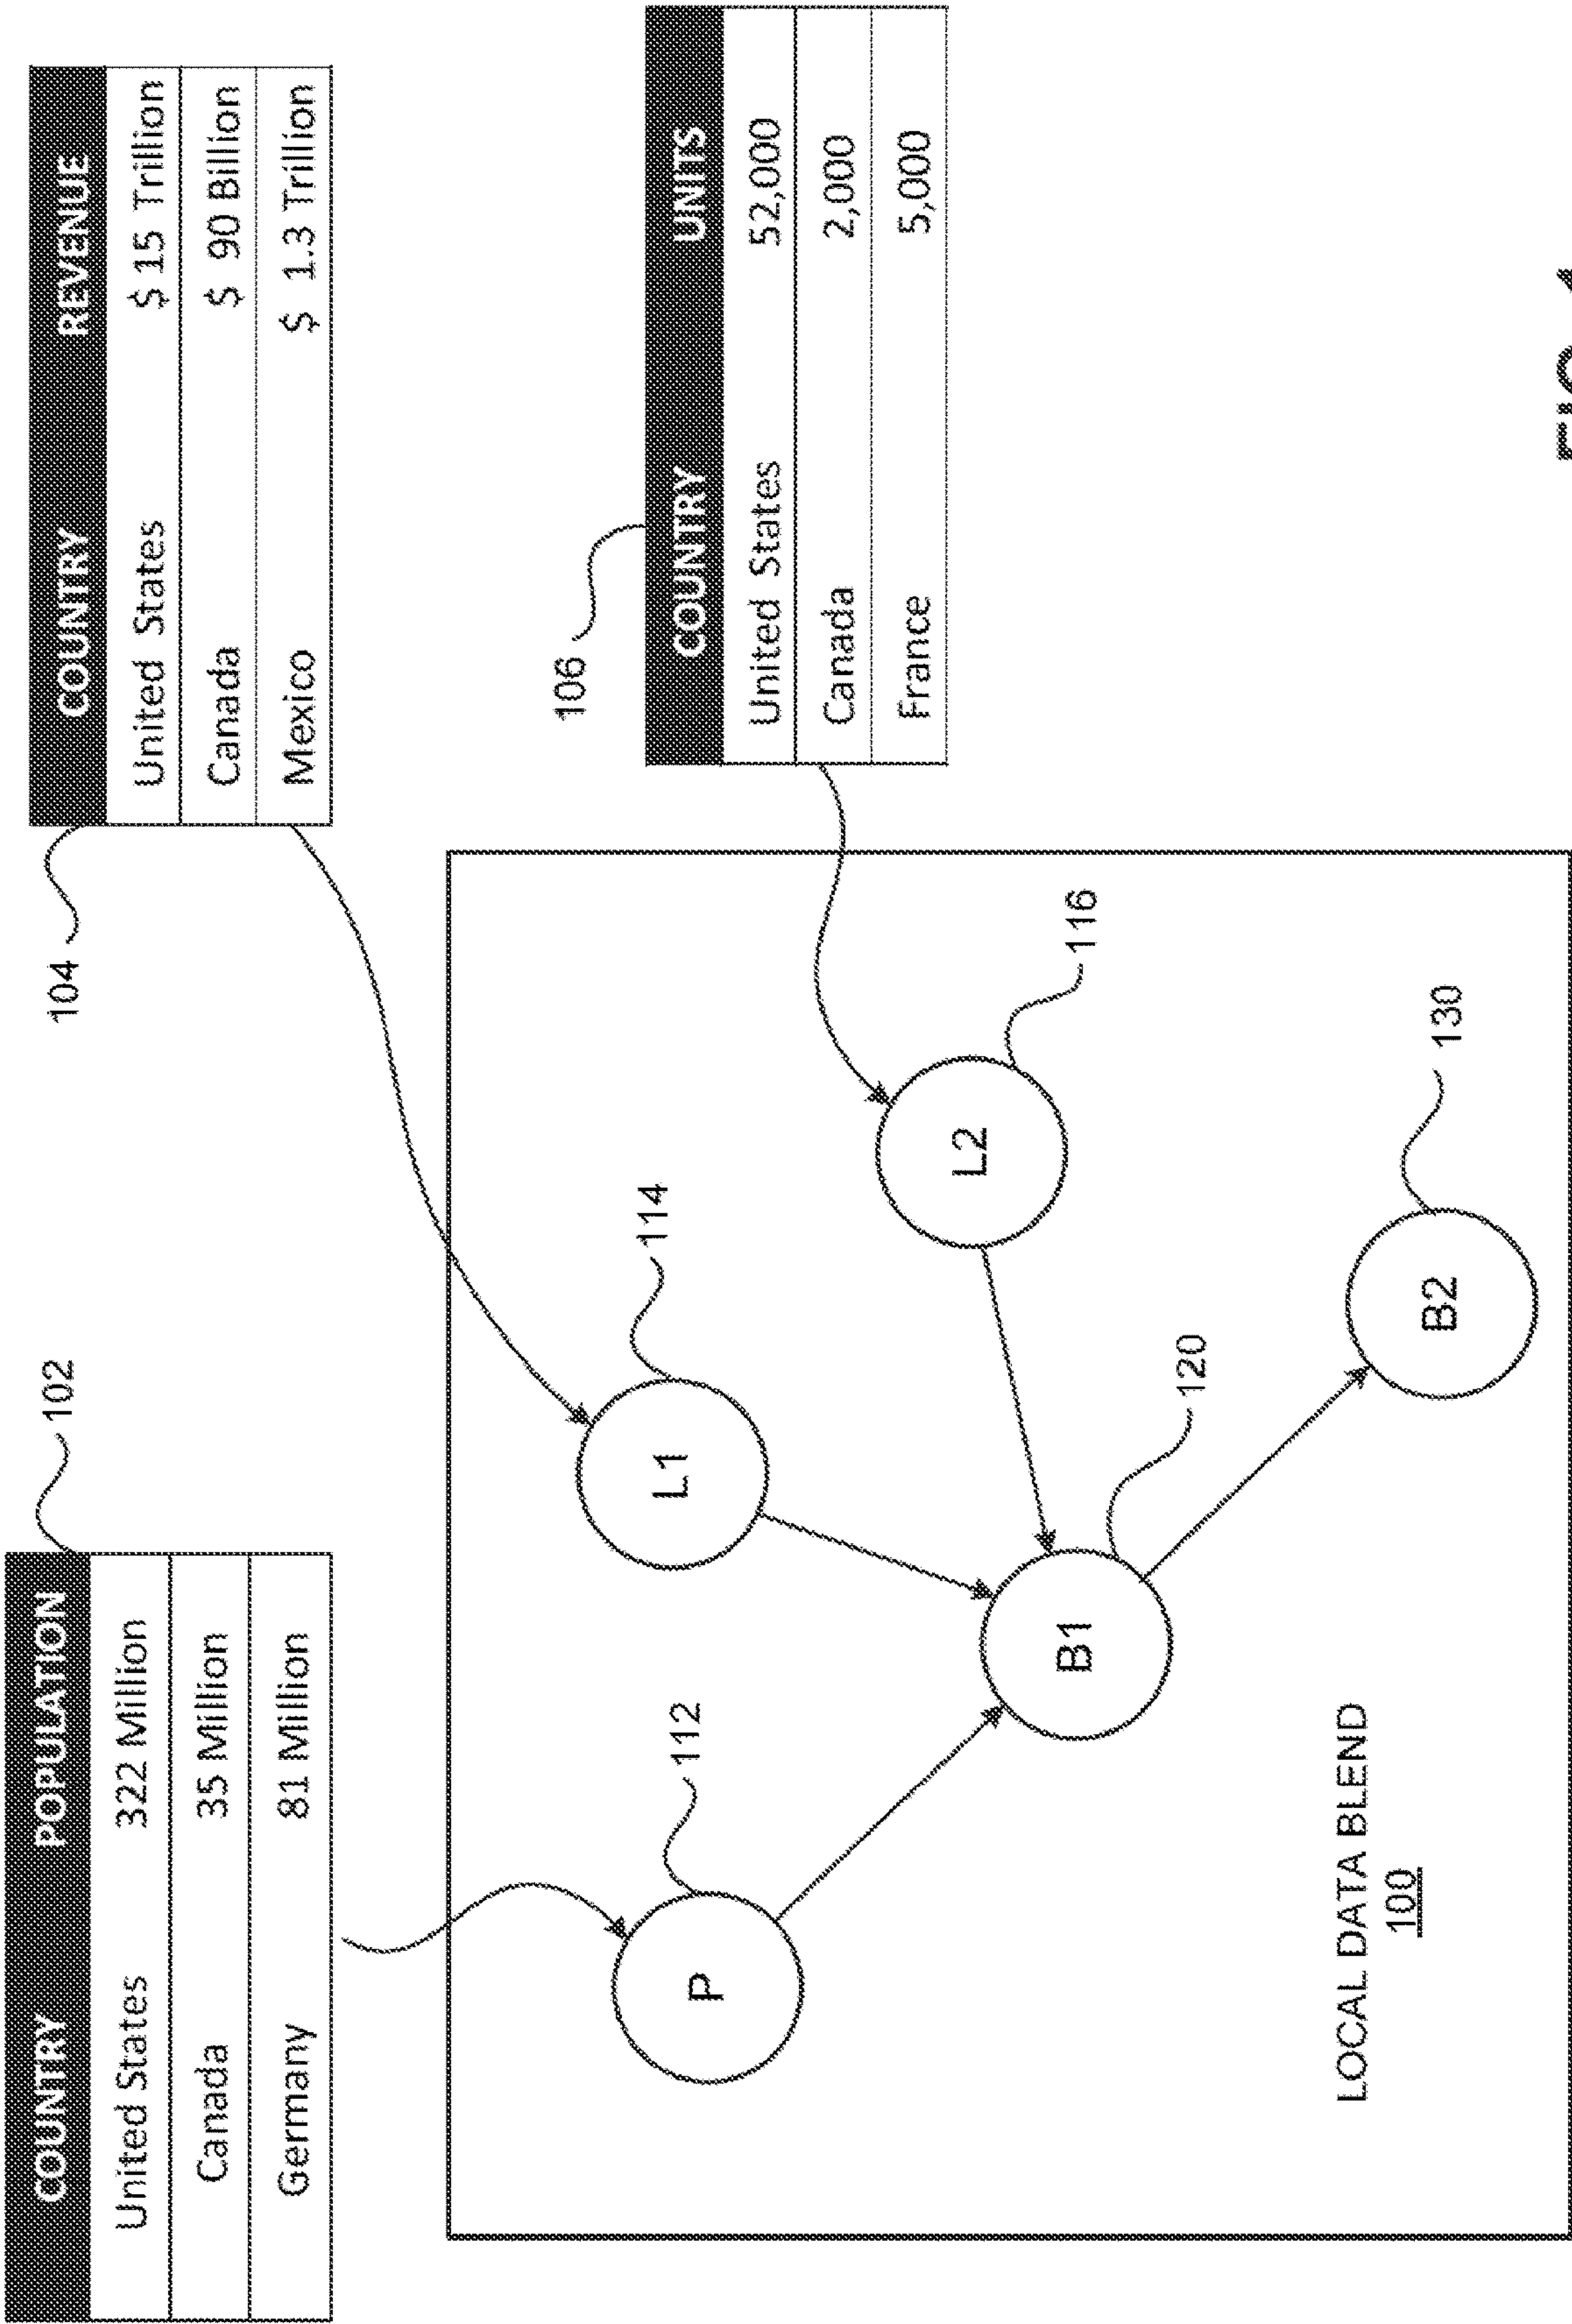 102
COUNTRY POPULATION
United States 322 Million
Canada 35 Million
Germany 81 Million
104
COUNTRY REVENUE
United States $ 15 Trillion
Canada $ 90 Billion
Mexico $ 1.3 Trillion
106
COUNTRY UNITS
United States 52,000
Canada 2,000
France 5,000
P
112
L1
114
L2
116
B1
120
B2
130
LOCAL DATA BLEND
100